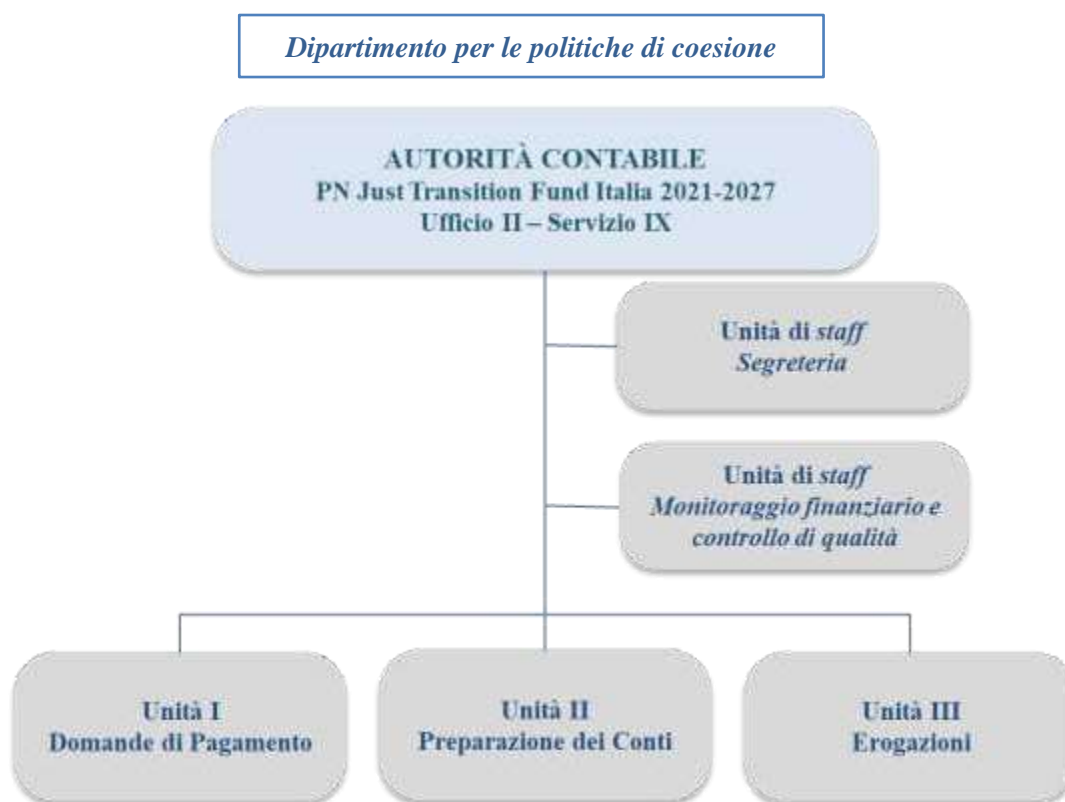 Dipartimento per le politiche di coesione
AUTORITÀ CONTABILE
PN Just Transition Fund Italia 2021-2027
Ufficio II – Servizio IX
Unità di staff
Segreteria
Unità di staff
Monitoraggio finanziario e
controllo di qualità
Unità I
Domande di Pagamento
Unità II
Preparazione dei Conti
Unità III
Erogazioni